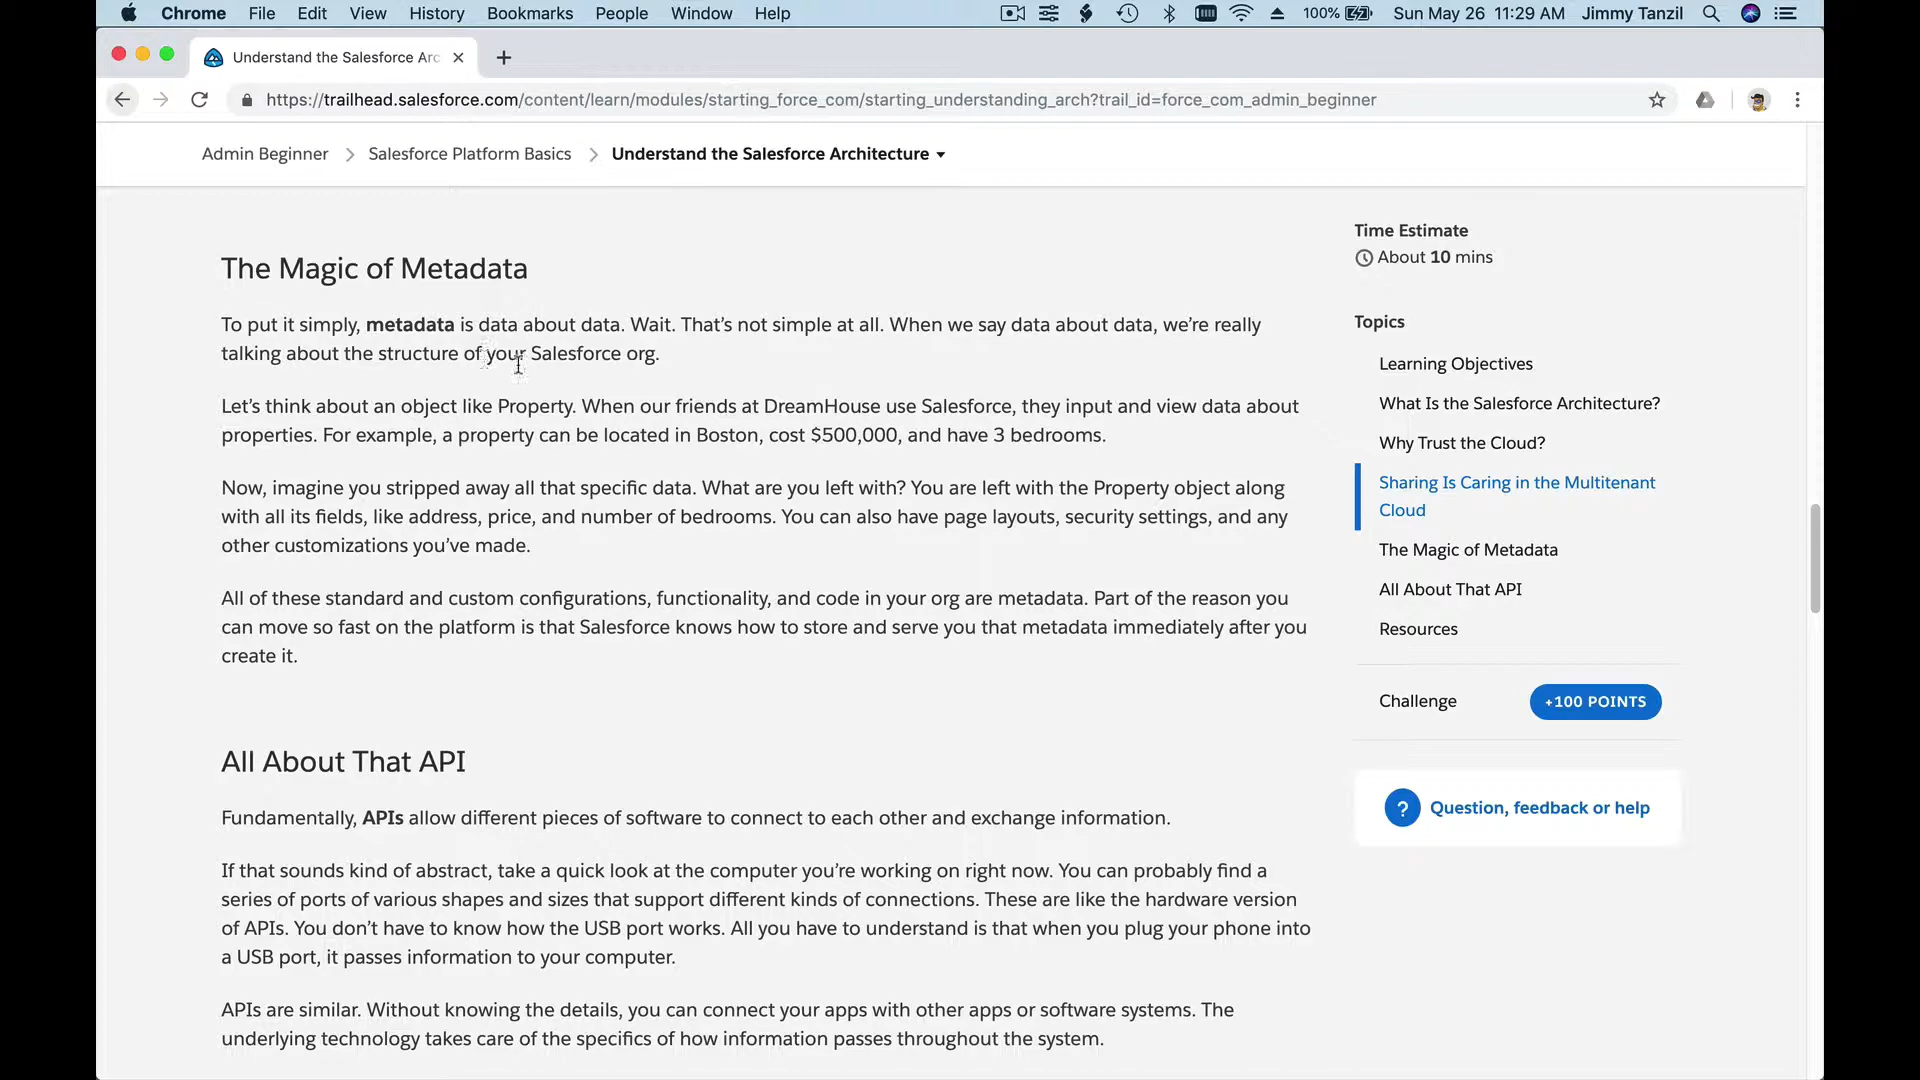 Chrome File Edit View History Bookmarks People Window Help 100% Sun May 26 11:29 AM Jimmy Tanzil
Understand the Salesforce Arc
https://trailhead.salesforce.com/content/learn/modules/starting_force_com/starting_understanding_arch?trail_id=force_com_admin_beginner
Admin Beginner Salesforce Platform Basics Understand the Salesforce Architecture
The Magic of Metadata
To put it simply, metadata is data about data. Wait. That’s not simple at all. When we say data about data, we’re really
talking about the structure of your Salesforce org.
Let’s think about an object like Property. When our friends at DreamHouse use Salesforce, they input and view data about
properties. For example, a property can be located in Boston, cost $500,000, and have 3 bedrooms.
Now, imagine you stripped away all that specific data. What are you left with? You are left with the Property object along
with all its fields, like address, price, and number of bedrooms. You can also have page layouts, security settings, and any
other customizations you’ve made.
All of these standard and custom configurations, functionality, and code in your org are metadata. Part of the reason you
can move so fast on the platform is that Salesforce knows how to store and serve you that metadata immediately after you
create it.
All About That API
Fundamentally, APIs allow different pieces of software to connect to each other and exchange information.
If that sounds kind of abstract, take a quick look at the computer you’re working on right now. You can probably find a
series of ports of various shapes and sizes that support different kinds of connections. These are like the hardware version
of APIs. You don’t have to know how the USB port works. All you have to understand is that when you plug your phone into
a USB port, it passes information to your computer.
APIs are similar. Without knowing the details, you can connect your apps with other apps or software systems. The
underlying technology takes care of the specifics of how information passes throughout the system.
Time Estimate
About 10 mins
Topics
Learning Objectives
What Is the Salesforce Architecture?
Why Trust the Cloud?
Sharing Is Caring in the Multitenant
Cloud
The Magic of Metadata
All About That API
Resources
Challenge +100 POINTS
? Question, feedback or help